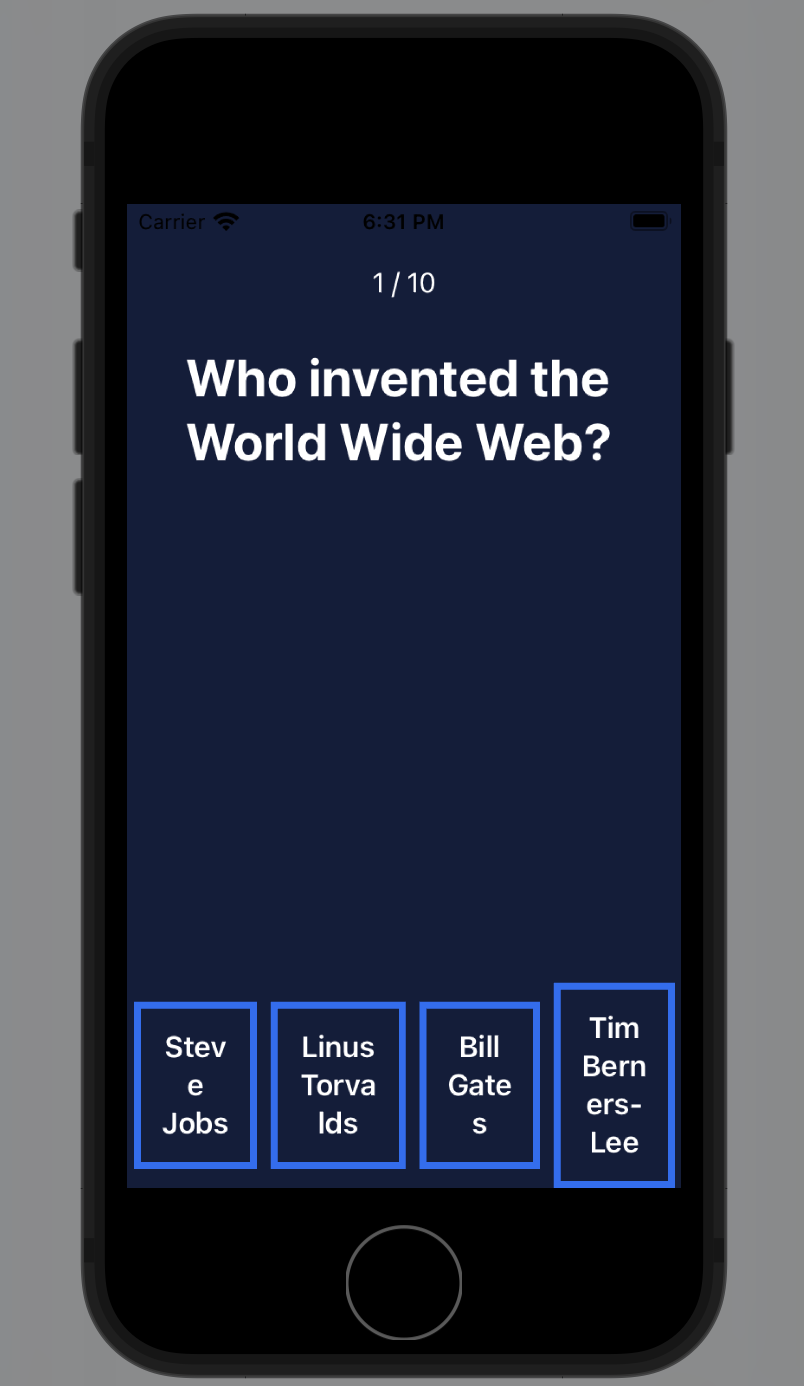 Carrier 6:31 PM
1 / 10
Who invented the
World Wide Web?
Stev
e
Jobs
Linus
Torva
lds
Bill
Gate
s
Tim
Bern
ers-
Lee